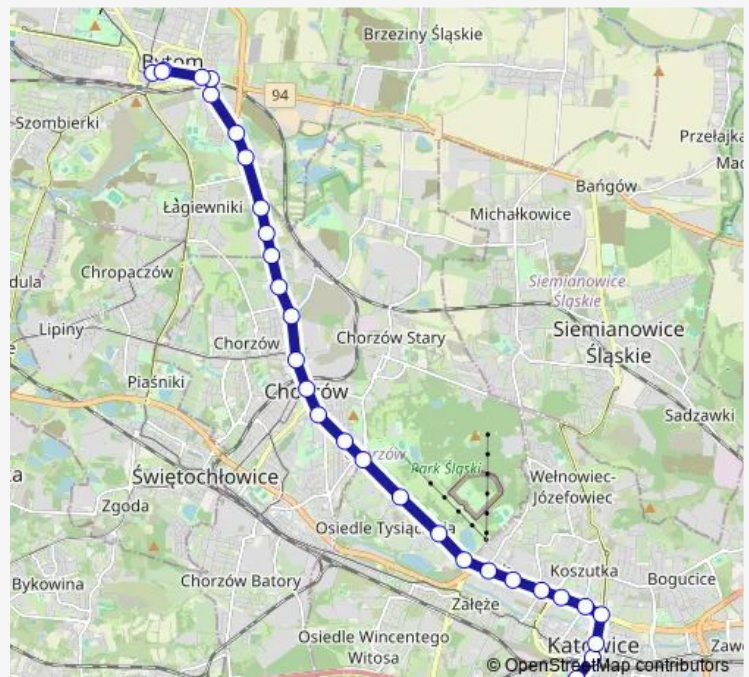 Brzeziny Śląskie
Bytom
94
Szombierki
Przełajka
Bańgów
Łagiewniki
Michałkowice
Chropaczów
Siemianowice
Śląskie
Lipiny
Chorzów
Chorzów Stary
Siemianowice
Śląskie
Piaśniki
Chorzów
Sadzawki
Park Śląski
Świętochłowice
Wełnowiec-
Józefowiec
Zgoda
Osiedle
Bykowina
Chorzów Batory
Koszutka
Bogucice
Załęże
Osiedle Wincentego
Witosa
Katowice
© OpenStreetMap contributors